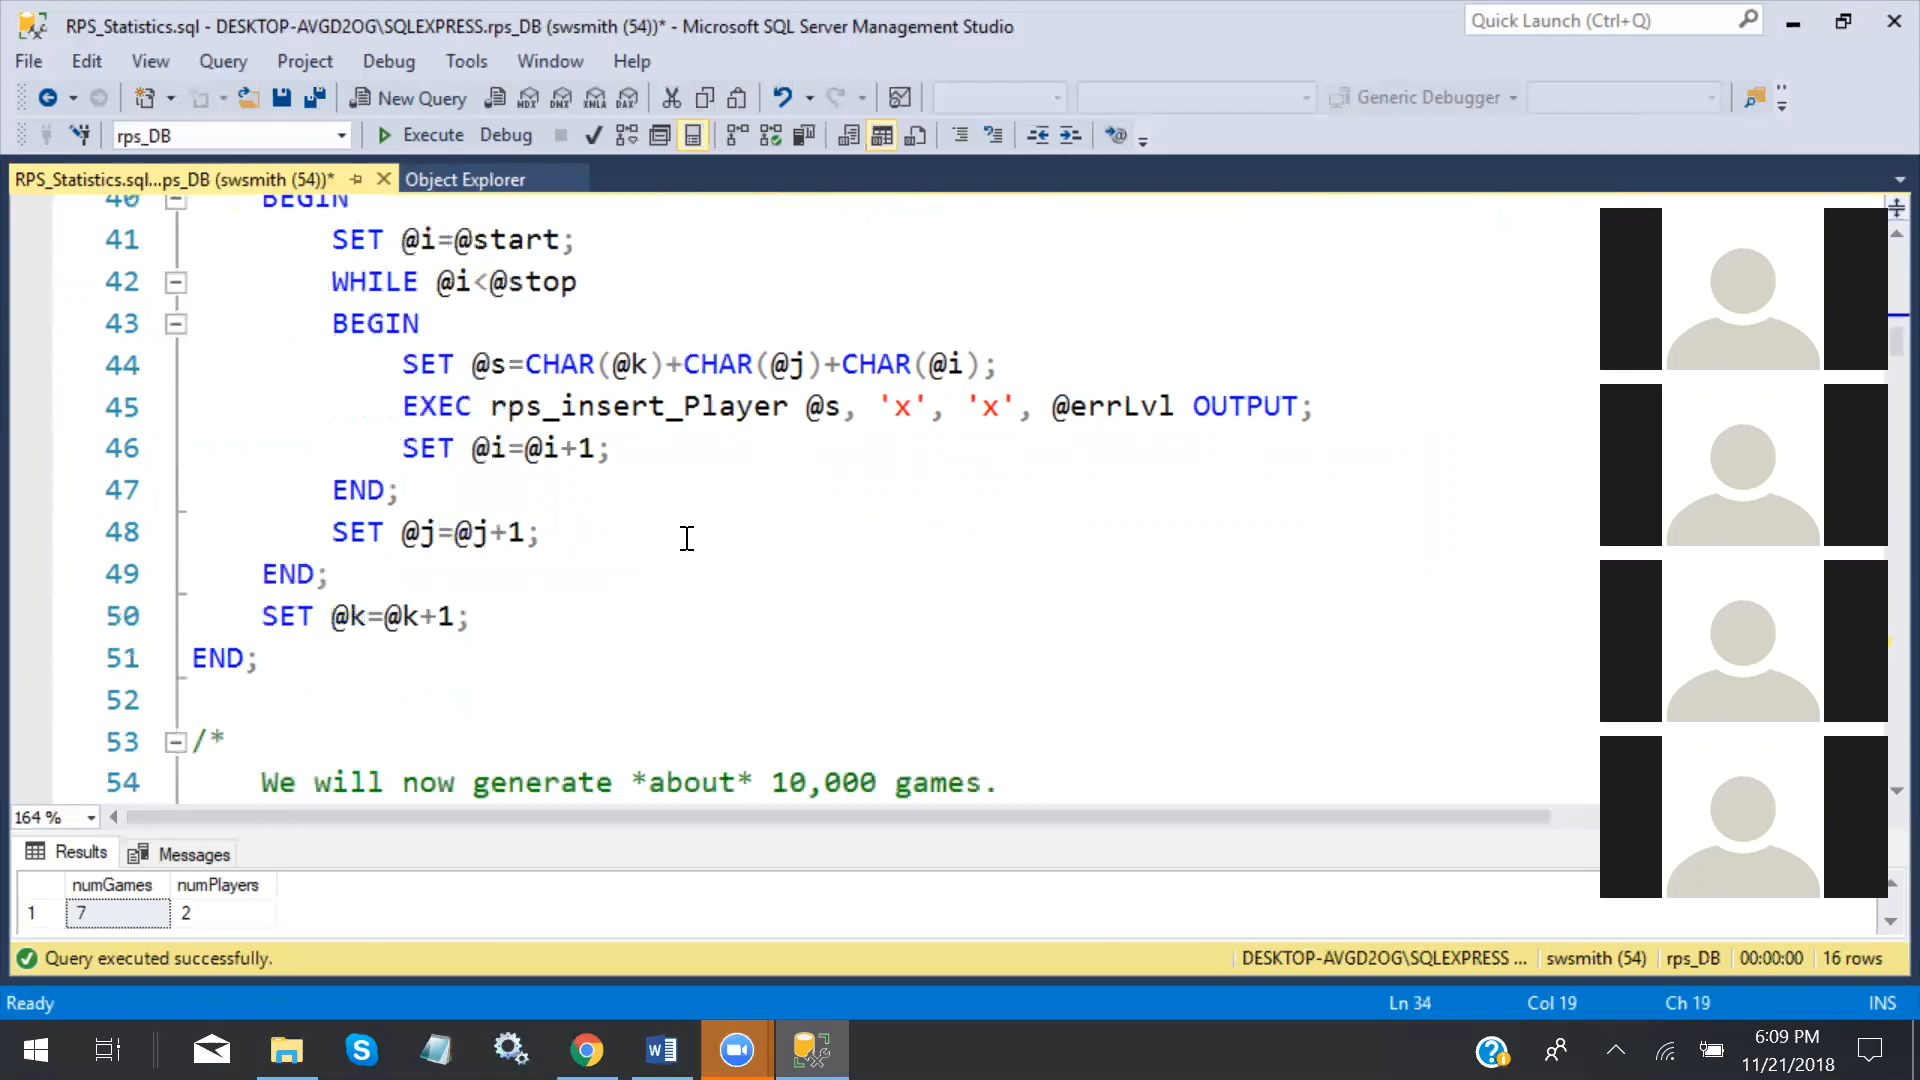 RPS_Statistics.sql - DESKTOP-AVGD2OG\SQLEXPRESS.rps_DB (swsmith (54))* - Microsoft SQL Server Management Studio
Quick Launch (Ctrl+Q)
File Edit View Query Project Debug Tools Window Help
New Query MDX DMX XMLA DAX Generic Debugger
rps_DB Execute Debug
RPS_Statistics.sql...ps_DB (swsmith (54))* Object Explorer
40 BEGIN
41 SET @i=@start;
42 WHILE @i<@stop
43 BEGIN
44 SET @s=CHAR(@k)+CHAR(@j)+CHAR(@i);
45 EXEC rps_insert_Player @s, 'x', 'x', @errLvl OUTPUT;
46 SET @i=@i+1;
47 END;
48 SET @j=@j+1;
49 END;
50 SET @k=@k+1;
51 END;
52
53 /*
54 We will now generate *about* 10,000 games.
164 %
Results Messages
numGames numPlayers
1 7 2
Query executed successfully. DESKTOP-AVGD2OG\SQLEXPRESS ... swsmith (54) rps_DB 00:00:00 16 rows
Ready Ln 34 Col 19 Ch 19 INS
6:09 PM
11/21/2018